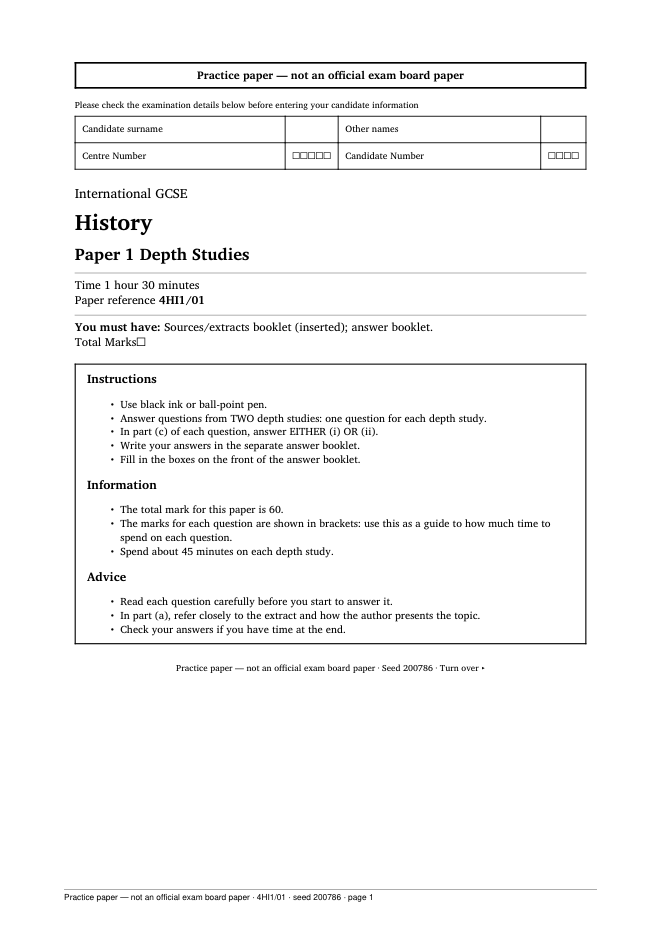 Practice paper — not an official exam board paper
Please check the examination details below before entering your candidate information
Candidate surname
Other names
Centre Number ☐☐☐☐☐
Candidate Number ☐☐☐☐
International GCSE
History
Paper 1 Depth Studies
Time 1 hour 30 minutes
Paper reference 4HI1/01
You must have: Sources/extracts booklet (inserted); answer booklet.
Total Marks☐
Instructions
• Use black ink or ball-point pen.
• Answer questions from TWO depth studies: one question for each depth study.
• In part (c) of each question, answer EITHER (i) OR (ii).
• Write your answers in the separate answer booklet.
• Fill in the boxes on the front of the answer booklet.
Information
• The total mark for this paper is 60.
• The marks for each question are shown in brackets: use this as a guide to how much time to
spend on each question.
• Spend about 45 minutes on each depth study.
Advice
• Read each question carefully before you start to answer it.
• In part (a), refer closely to the extract and how the author presents the topic.
• Check your answers if you have time at the end.
Practice paper — not an official exam board paper · Seed 200786 · Turn over •
Practice paper — not an official exam board paper · 4HI1/01 · seed 200786 · page 1